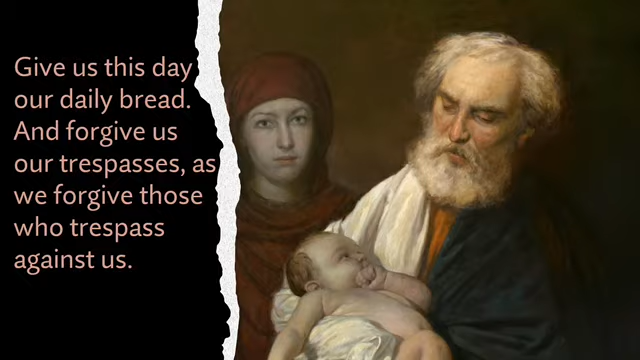 Give us this day
our daily bread.
And forgive us
our trespasses, as
we forgive those
who trespass
against us.